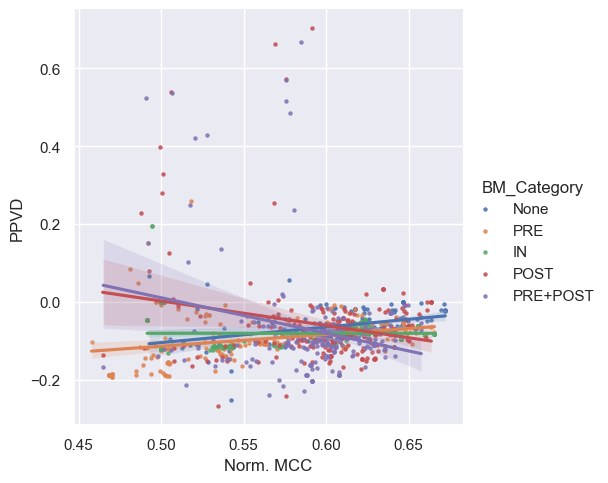 PPVD
0.6
0.4
0.2
0.0
−0.2
0.45
0.50
0.55
0.60
0.65
Norm. MCC
BM_Category
None
PRE
IN
POST
PRE+POST